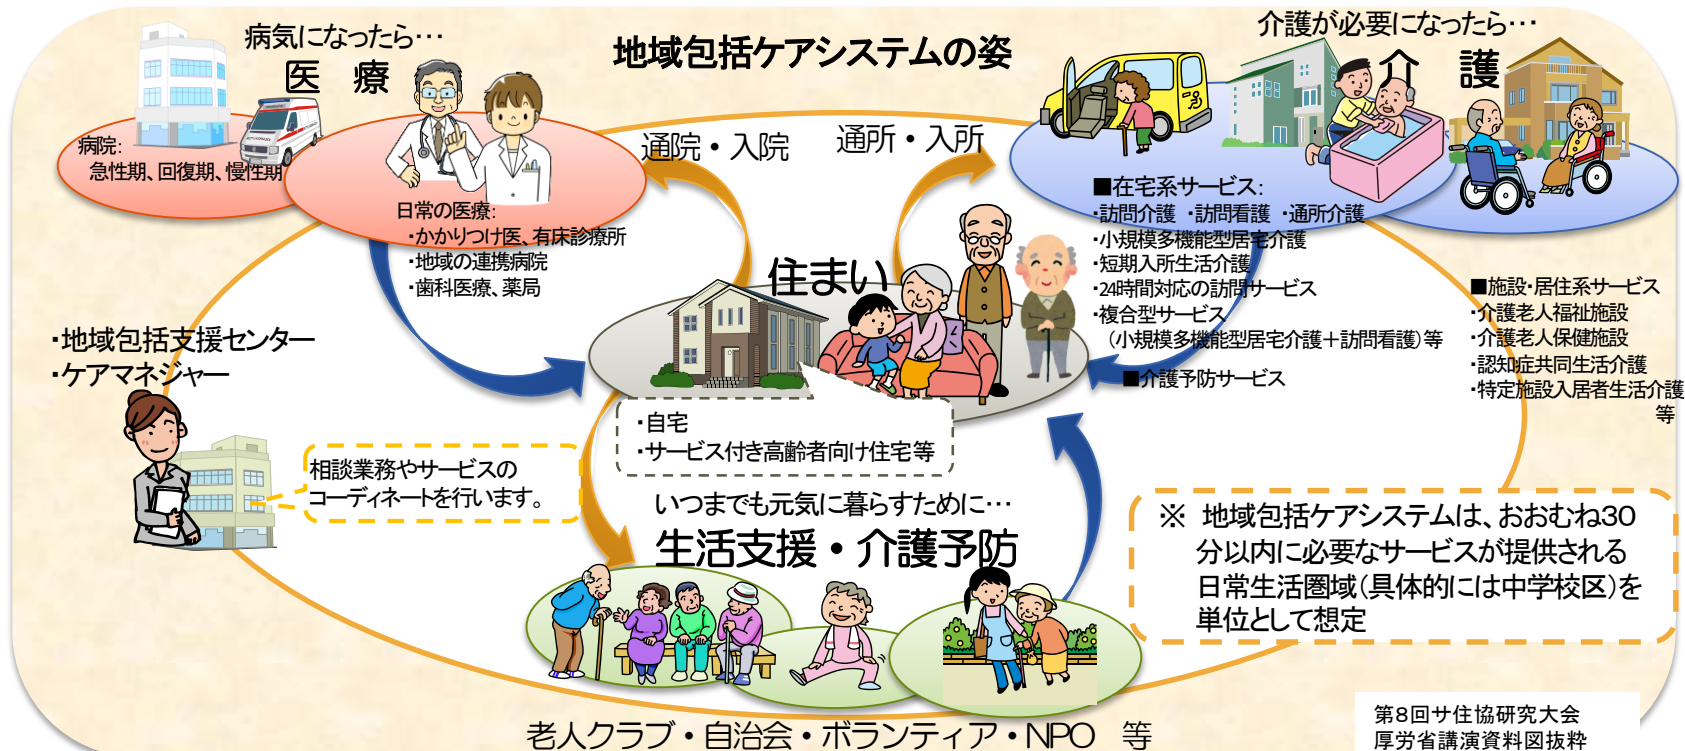 地域包括ケアシステムの姿
病気になったら…
医 療
病院:
急性期、回復期、慢性期
日常の医療:
・かかりつけ医、有床診療所
・地域の連携病院
・歯科医療、薬局
通院・入院
通所・入所
介護が必要になったら…
介 護
■在宅系サービス:
・訪問介護 ・訪問看護 ・通所介護
・小規模多機能型居宅介護
・短期入所生活介護
・24時間対応の訪問サービス
・複合型サービス
(小規模多機能型居宅介護+訪問看護)等
■介護予防サービス
■施設・居住系サービス
・介護老人福祉施設
・介護老人保健施設
・認知症共同生活介護
・特定施設入居者生活介護
等
住まい
・自宅
・サービス付き高齢者向け住宅等
・地域包括支援センター
・ケアマネジャー
相談業務やサービスの
コーディネートを行います。
いつまでも元気に暮らすために…
生活支援・介護予防
老人クラブ・自治会・ボランティア・NPO 等
※ 地域包括ケアシステムは、おおむね30
分以内に必要なサービスが提供される
日常生活圏域(具体的には中学校区)を
単位として想定
第8回サ住協研究大会
厚労省講演資料図抜粋